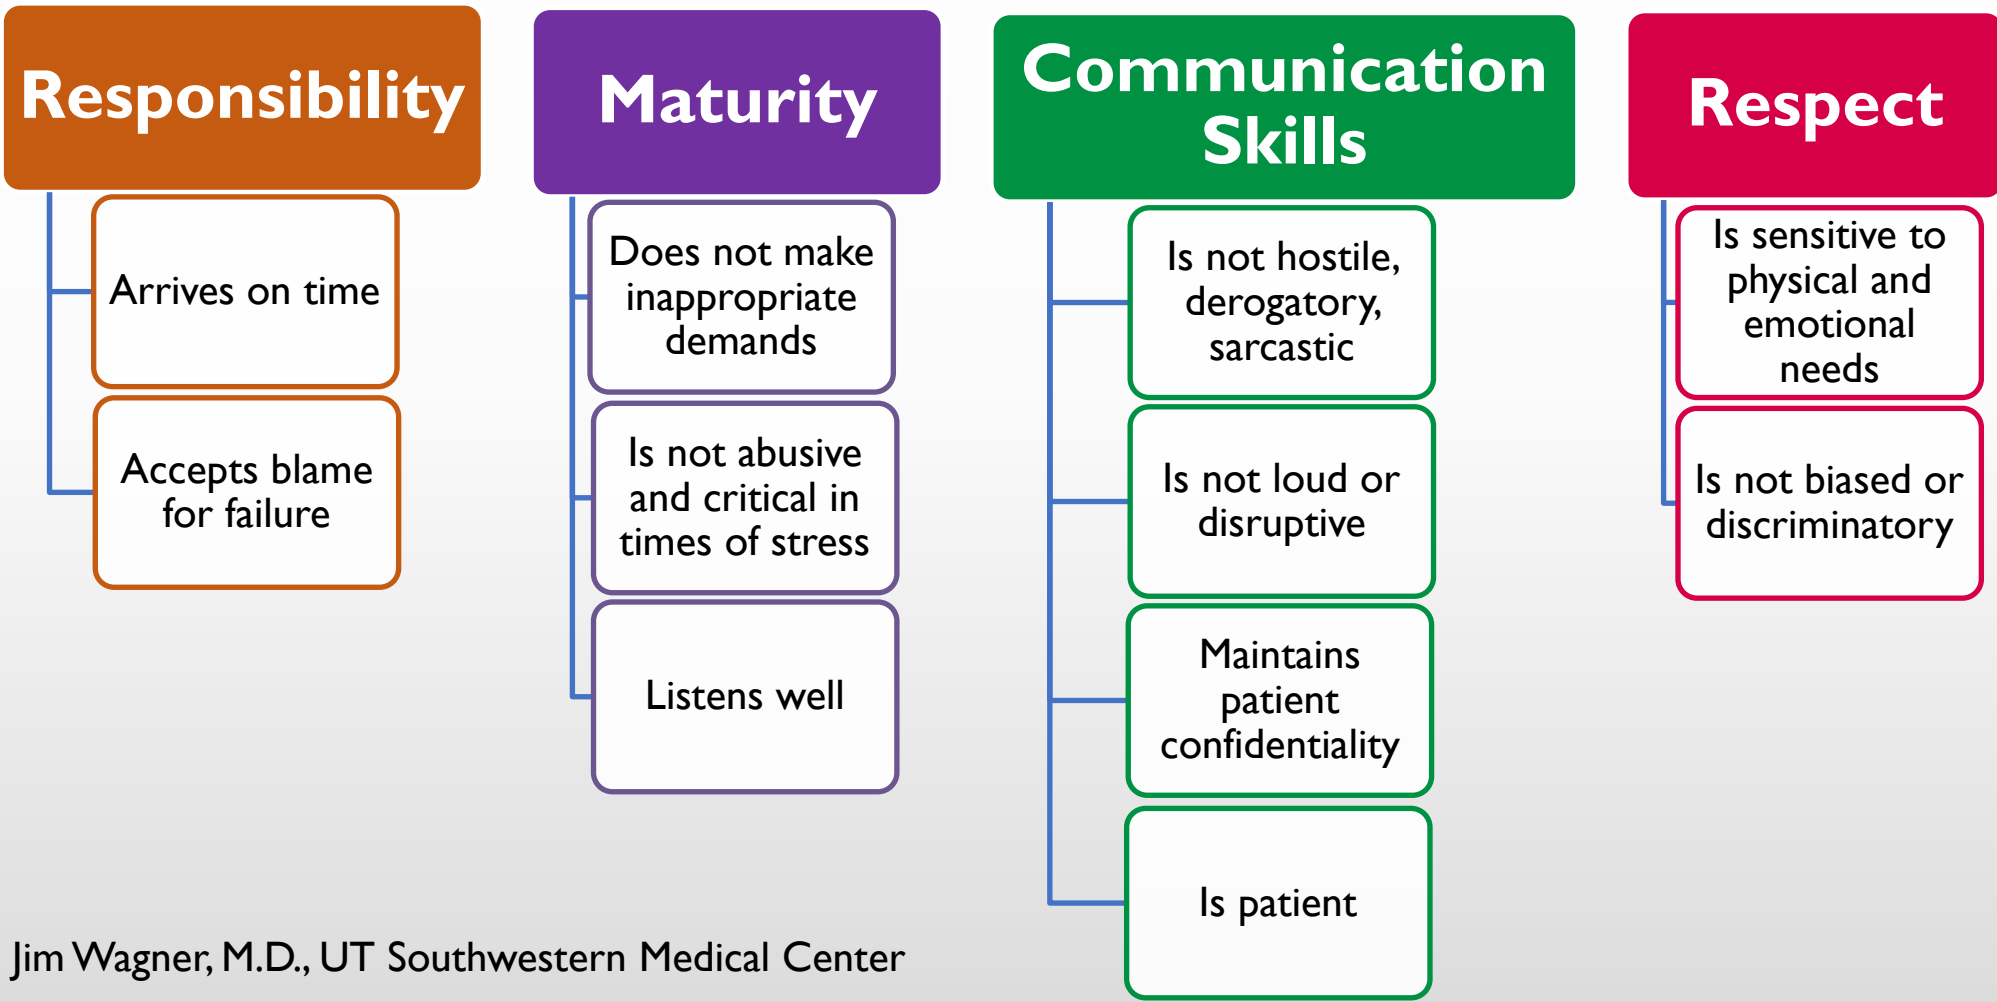 Responsibility
Arrives on time
Accepts blame
for failure
Maturity
Does not make
inappropriate
demands
Is not abusive
and critical in
times of stress
Listens well
Communication
Skills
Is not hostile,
derogatory,
sarcastic
Is not loud or
disruptive
Maintains
patient
confidentiality
Is patient
Respect
Is sensitive to
physical and
emotional
needs
Is not biased or
discriminatory
Jim Wagner, M.D., UT Southwestern Medical Center